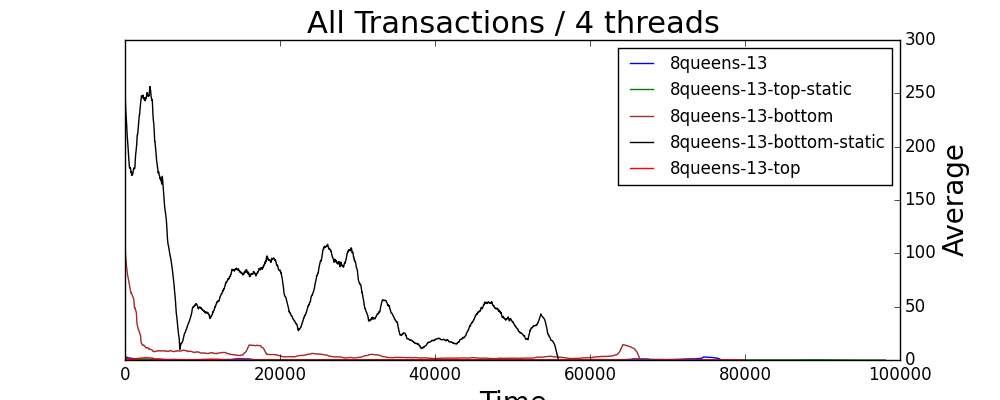 All Transactions / 4 threads
8queens-13
8queens-13-top-static
8queens-13-bottom
8queens-13-bottom-static
8queens-13-top
300
250
200
150
100
50
0
Average
0 20000 40000 60000 80000 100000
Time